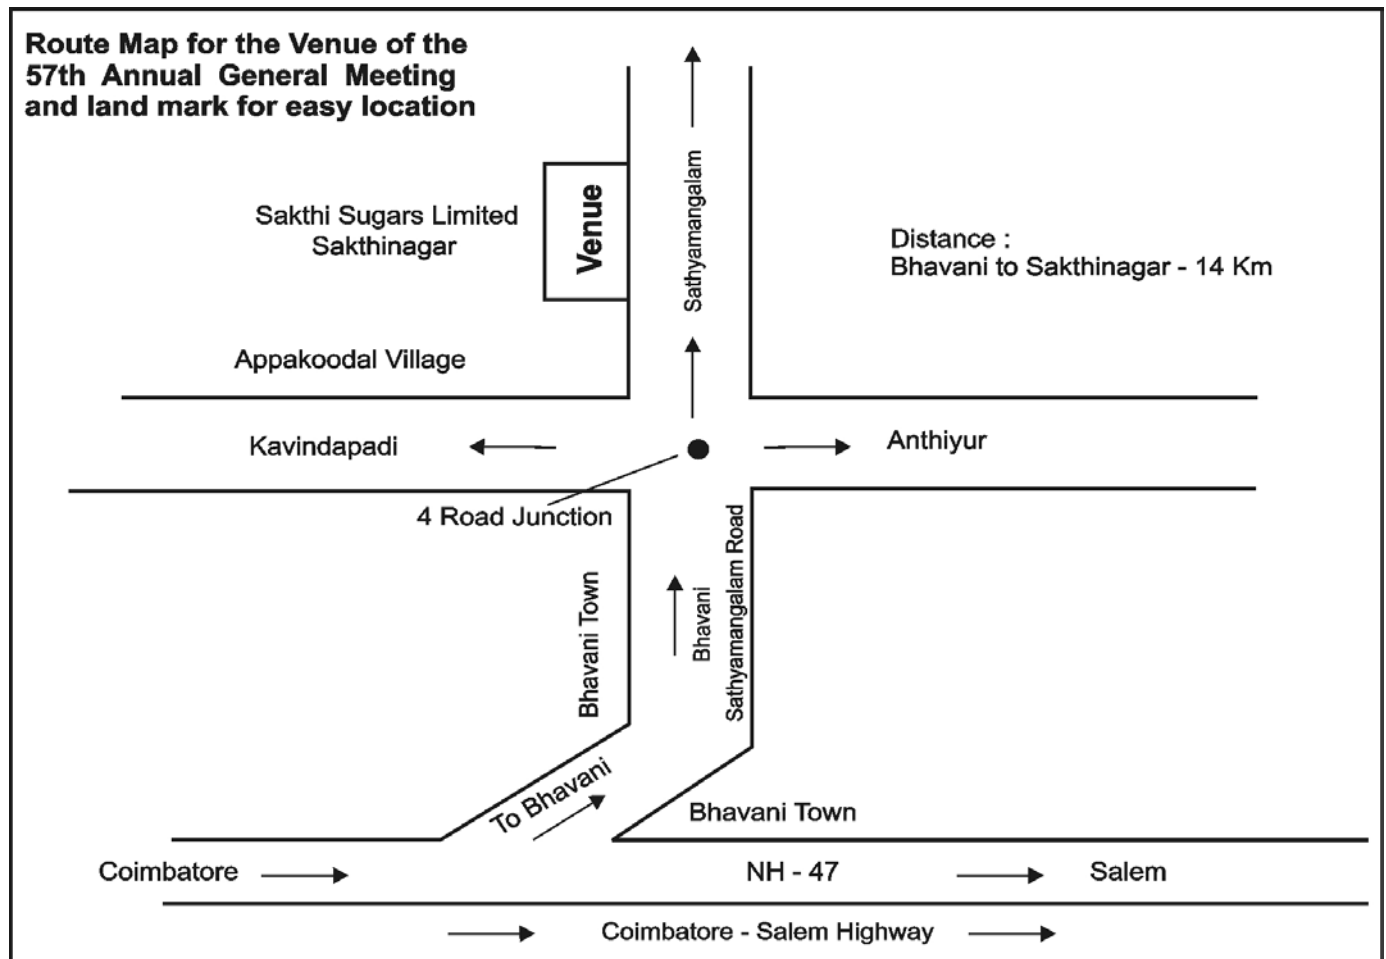 Route Map for the Venue of the
57th Annual General Meeting
and land mark for easy location
Sathyamangalam
Venue
Sakthi Sugars Limited
Sakthinagar
Distance :
Bhavani to Sakthinagar - 14 Km
Appakoodal Village
Kavindapadi
Anthiyur
4 Road Junction
Bhavani Town
Bhavani
Sathyamangalam Road
To Bhavani
Bhavani Town
Coimbatore
NH - 47
Salem
Coimbatore - Salem Highway